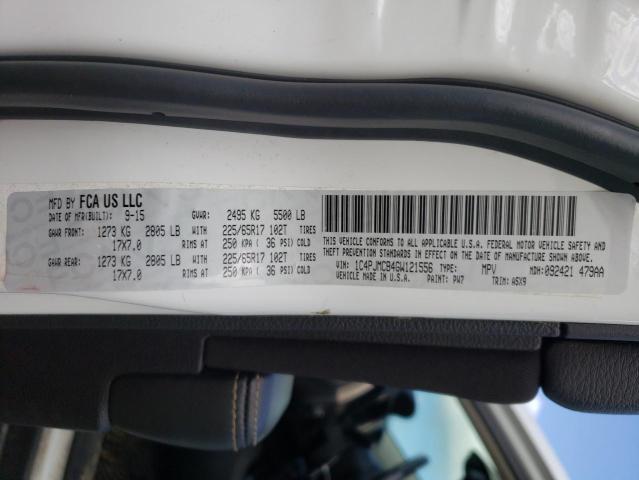 MFD BY FCA US LLC
DATE OF MFR(BUILT): 9-15 GVWR: 2495 KG 5500 LB
GAWR FRONT: 1273 KG 2805 LB WITH 225/65R17 102T TIRES
17X7.0 RIMS AT 250 KPA ( 36 PSI) COLD
GAWR REAR: 1273 KG 2805 LB WITH 225/65R17 102T TIRES
17X7.0 RIMS AT 250 KPA ( 36 PSI) COLD
THIS VEHICLE CONFORMS TO ALL APPLICABLE U.S.A. FEDERAL MOTOR VEHICLE SAFETY AND
THEFT PREVENTION STANDARDS IN EFFECT ON THE DATE OF MANUFACTURE SHOWN ABOVE.
VIN: 1C4PJMCB4GW121556 TYPE: MPV MDH: 092421 479AA
VEHICLE MADE IN U.S.A. PAINT: PW7 TRIM: A5X9